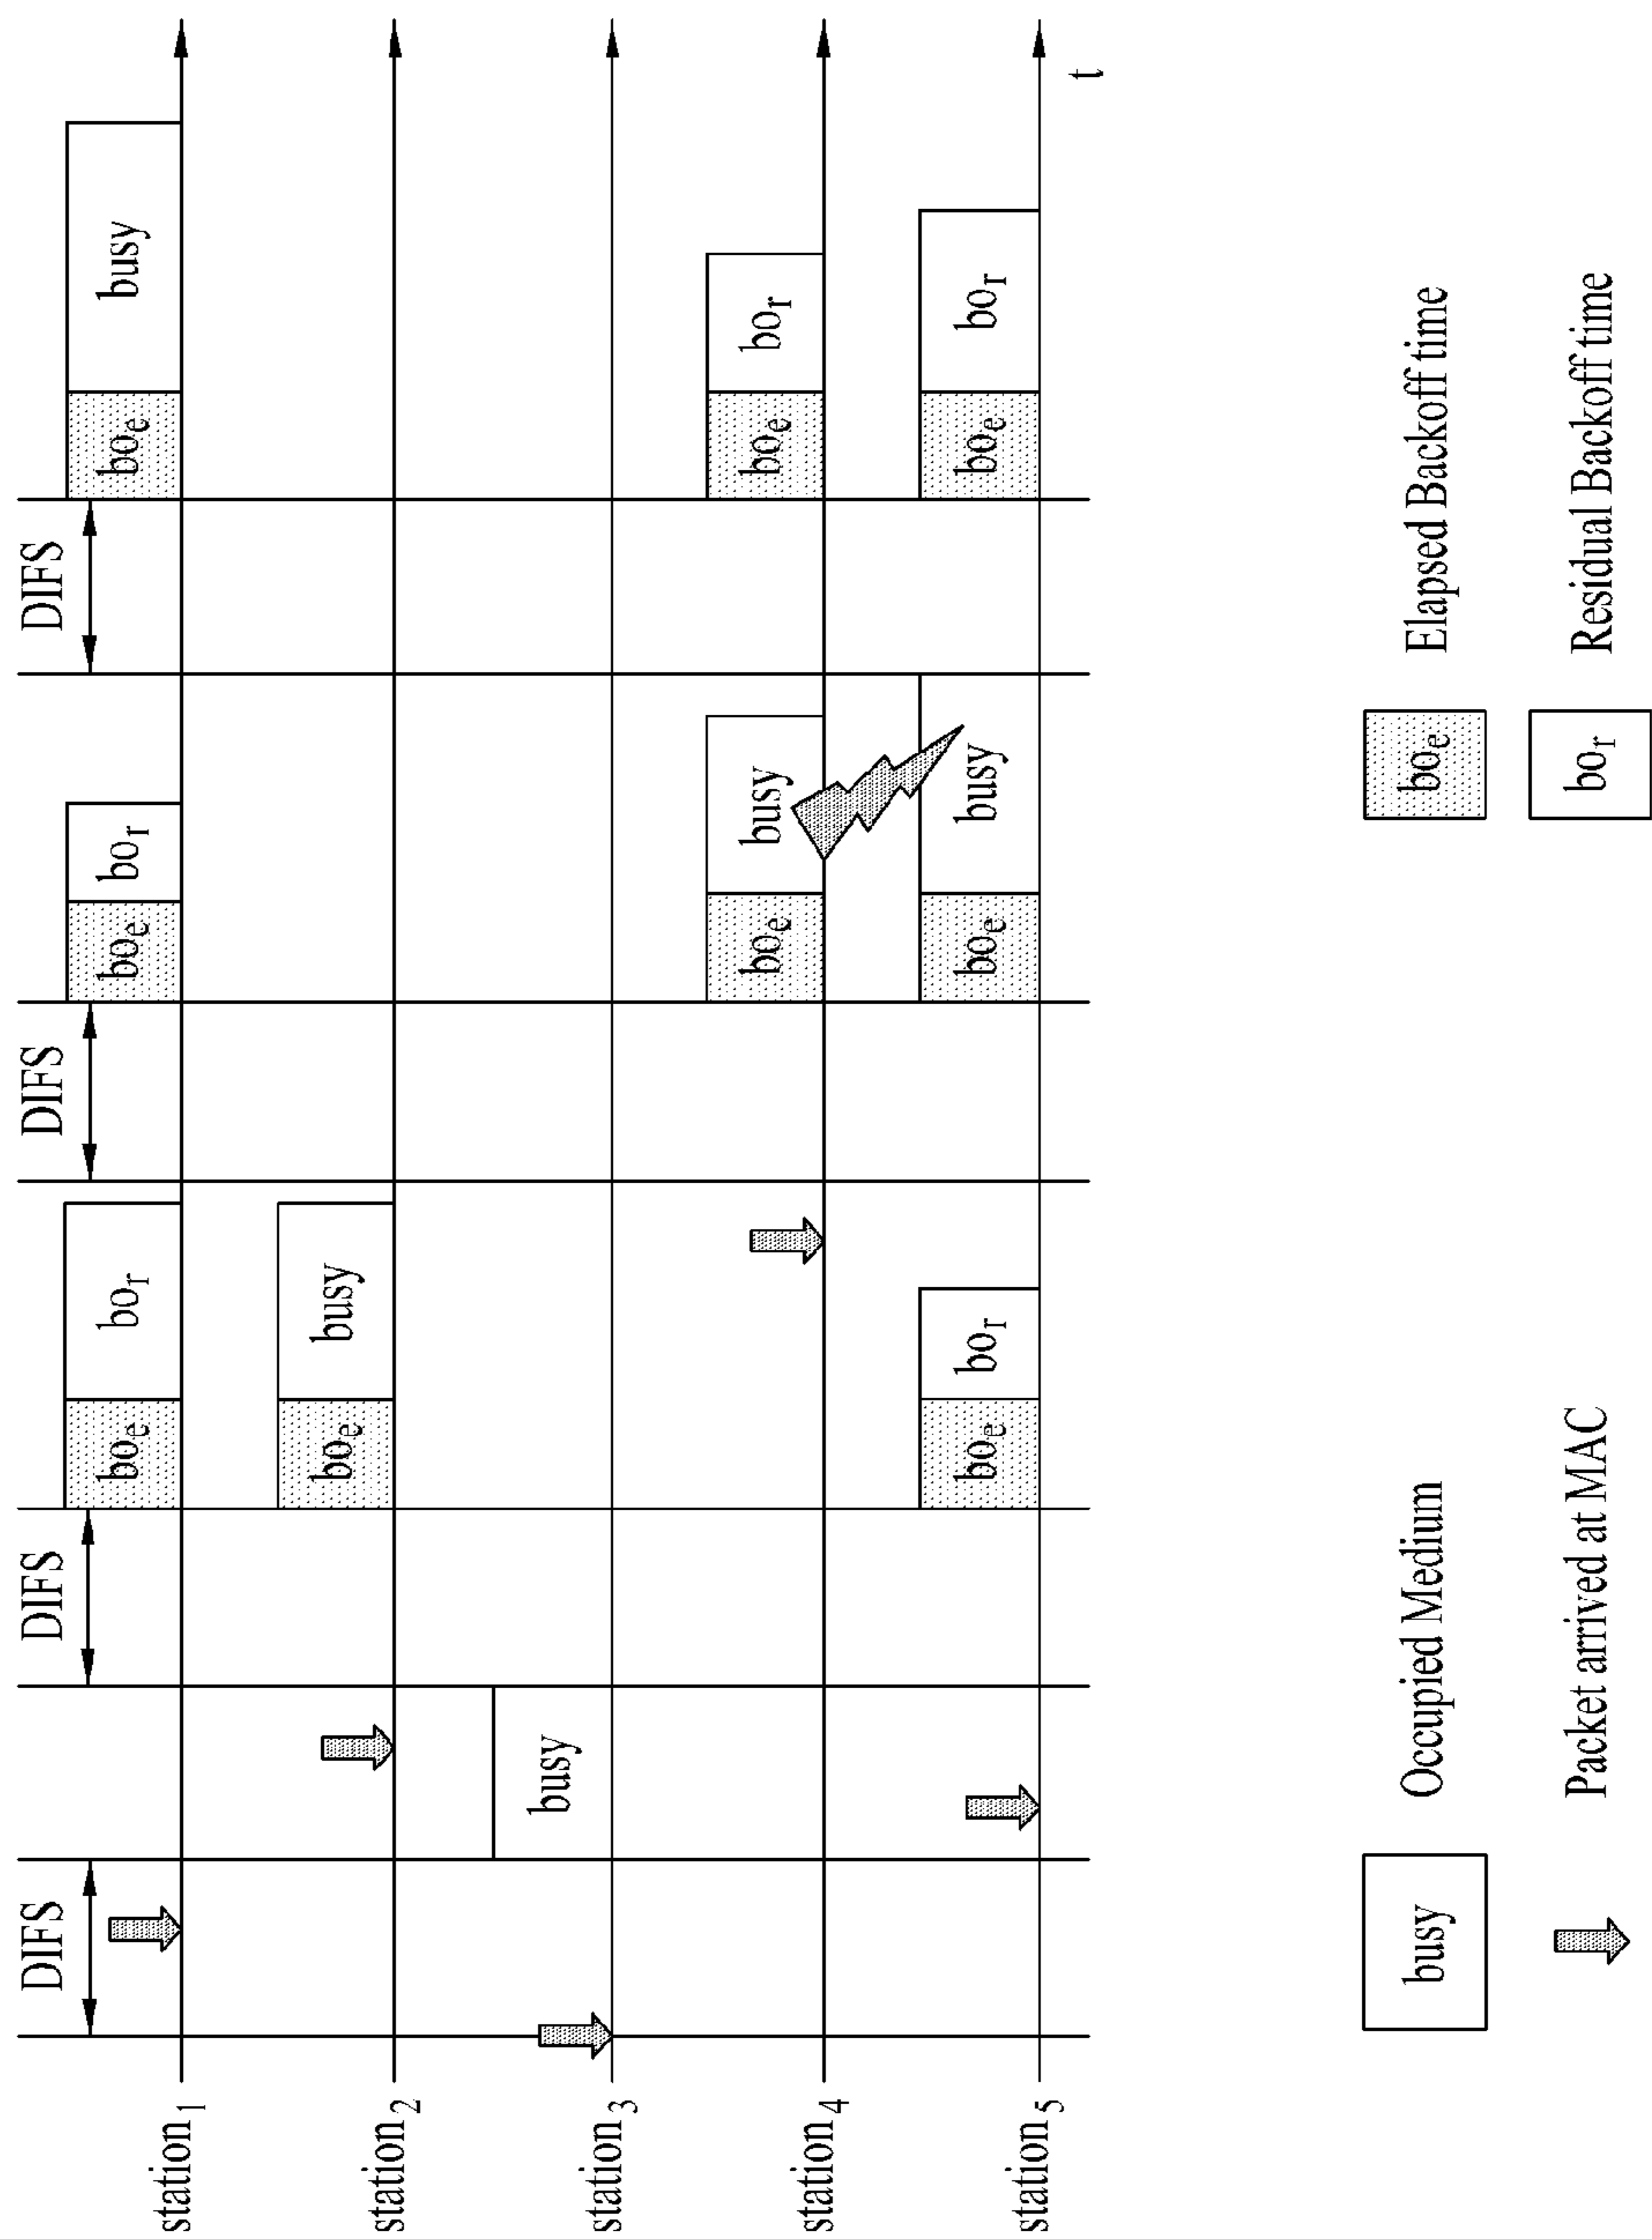 DIFS DIFS DIFS DIFS
station1 bo_e bo_r bo_e bo_r bo_e busy
station2 bo_e busy
station3 busy
station4 bo_e busy bo_e bo_r
station5 bo_e bo_r bo_e busy bo_e bo_r
t
busy Occupied Medium bo_e Elapsed Backoff time
Packet arrived at MAC bo_r Residual Backoff time